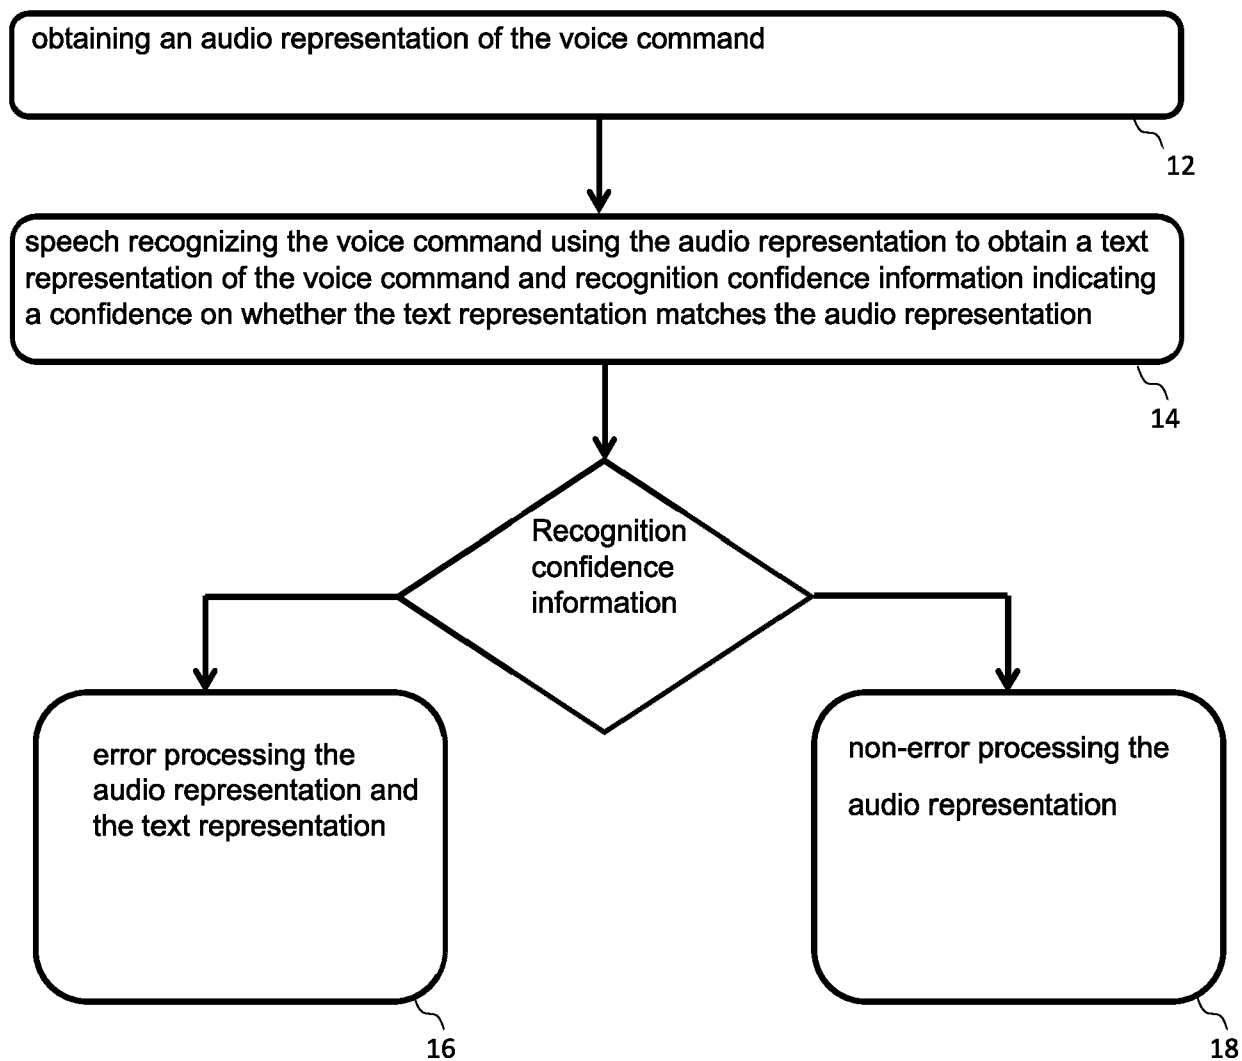 obtaining an audio representation of the voice command
12
speech recognizing the voice command using the audio representation to obtain a text
representation of the voice command and recognition confidence information indicating
a confidence on whether the text representation matches the audio representation
14
Recognition
confidence
information
error processing the
audio representation and
the text representation
16
non-error processing the
audio representation
18